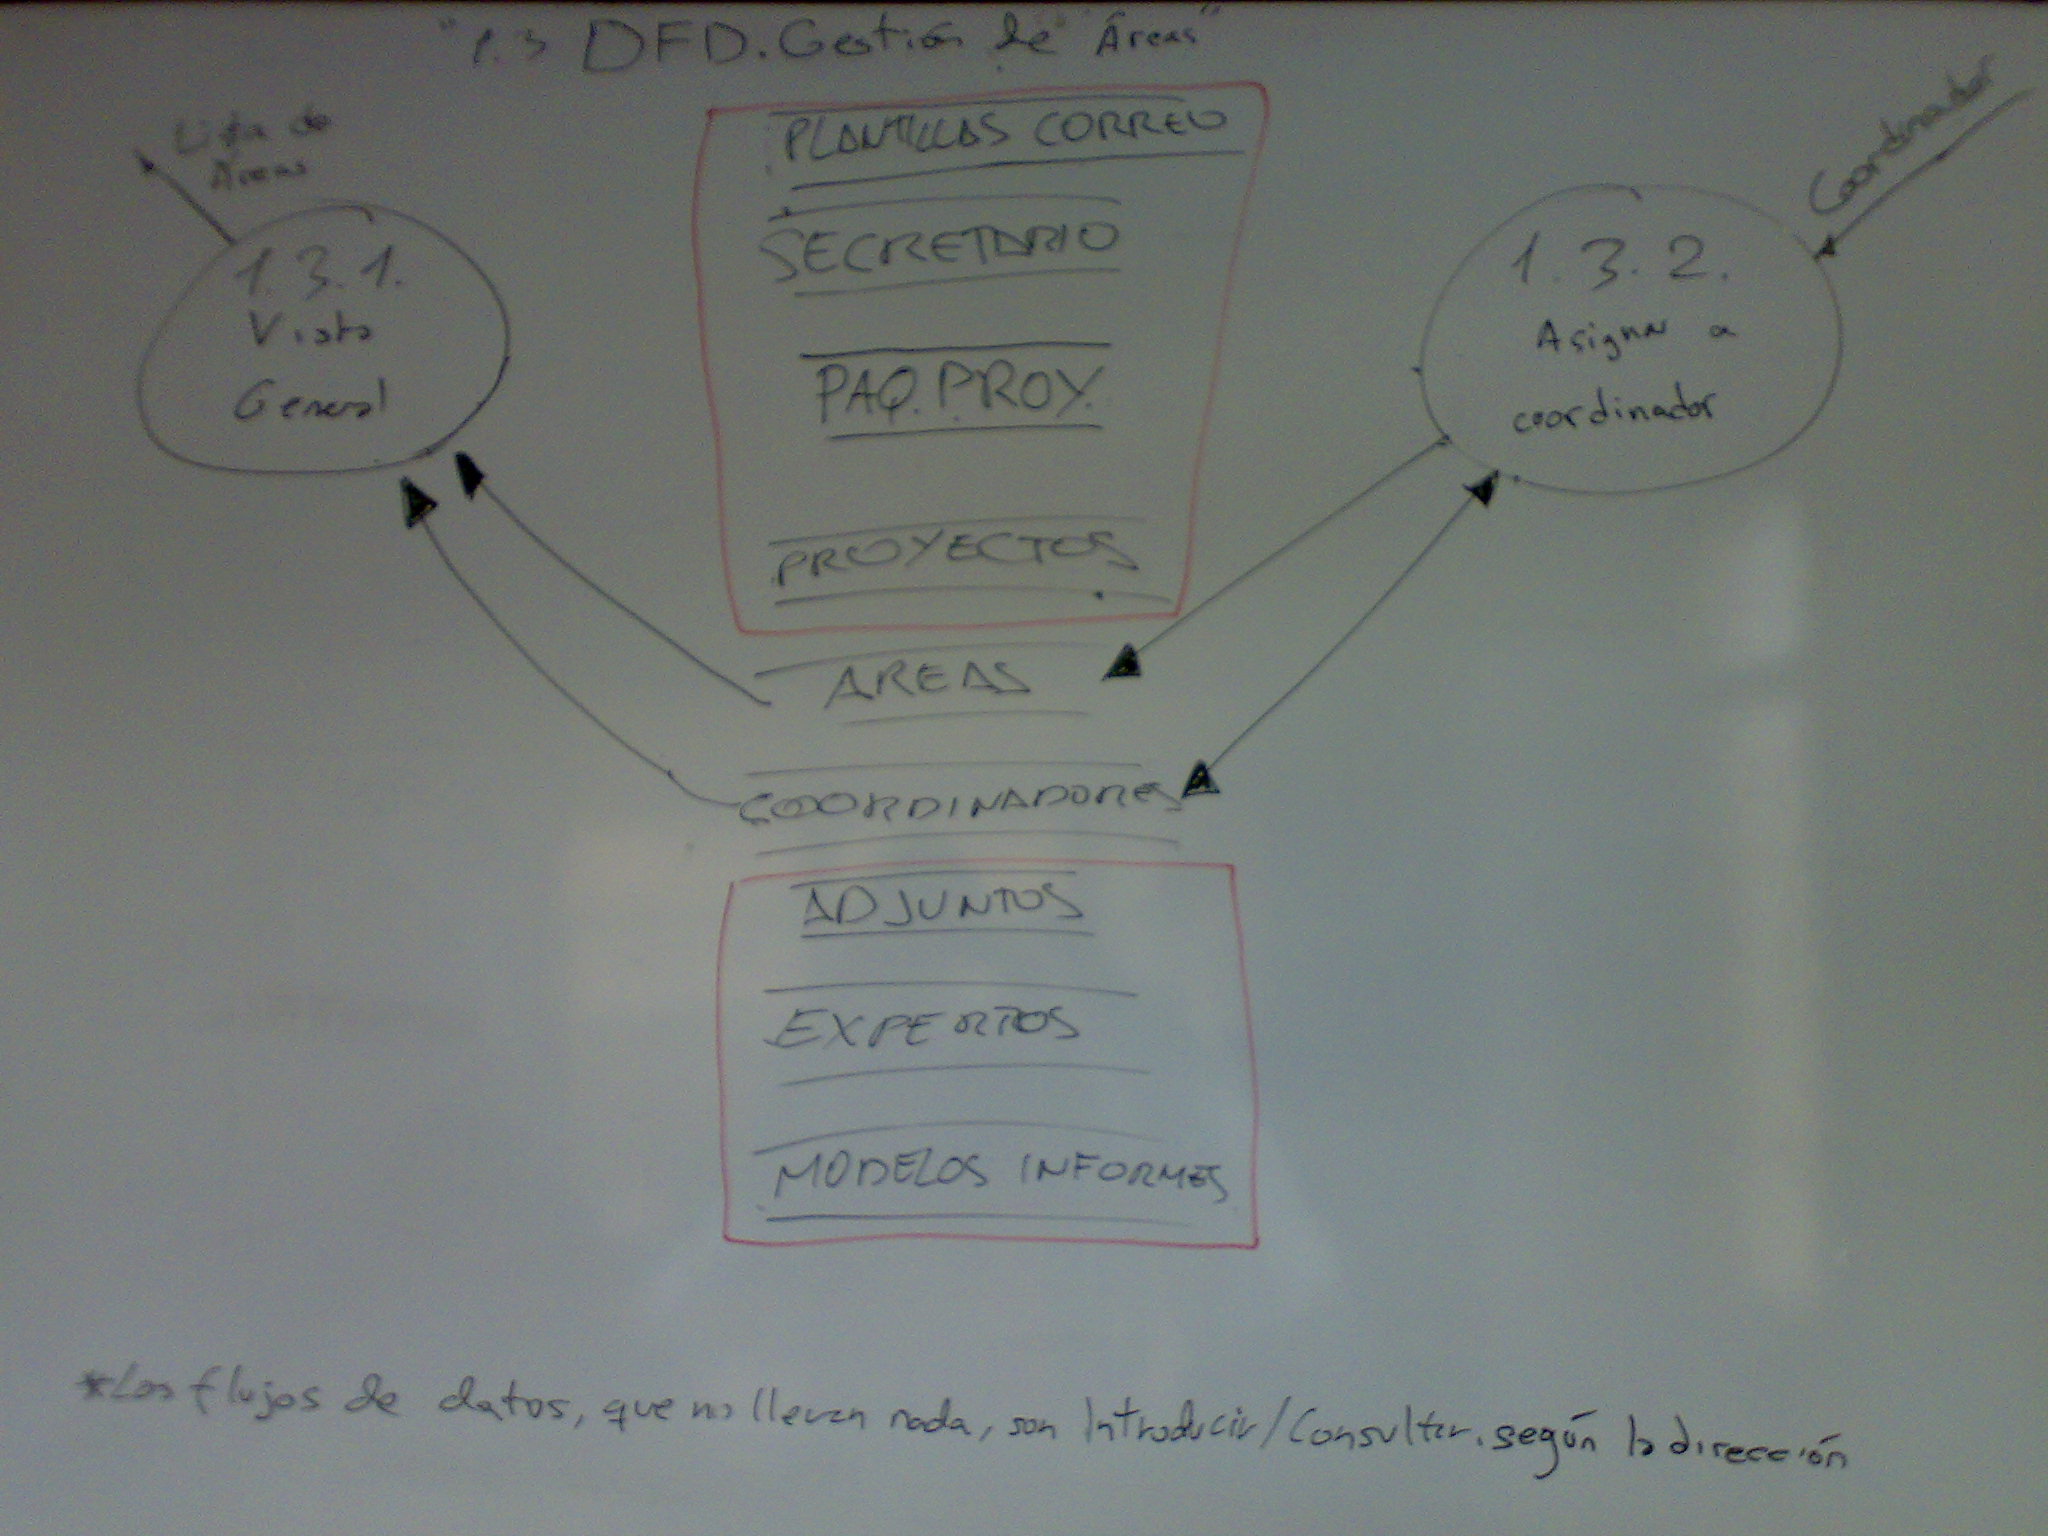 "1.3 DFD. Gestión de "Áreas"
Lista de
Áreas
Coordinador
1.3.1.
Vista
General
PLANTILLAS CORREO
SECRETARIO
PAQ. PROY.
PROYECTOS
AREAS
COORDINADORES
ADJUNTOS
EXPERTOS
MODELOS INFORMES
1.3.2.
Asignar a
coordinador
*Los flujos de datos, que no llevan nada, son Introducir/Consultar, según la dirección